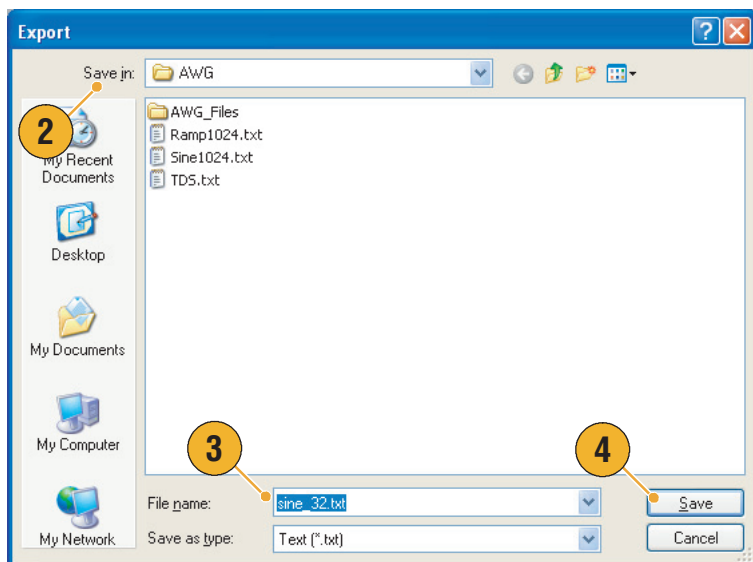 Export
Save in: AWG
2
My Recent
Documents
Desktop
My Documents
My Computer
My Network
AWG_Files
Ramp1024.txt
Sine1024.txt
TDS.txt
3
4
File name: sine_32.txt Save
Save as type: Text (*.txt) Cancel